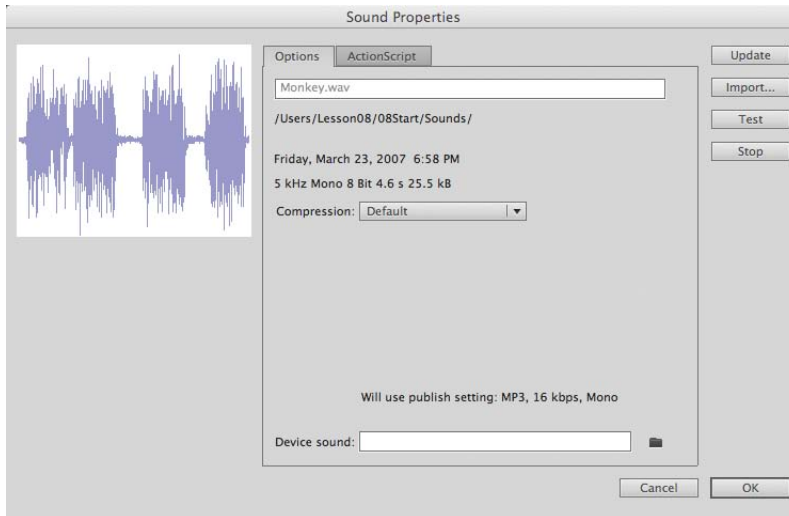 Sound Properties
Options
ActionScript
Update
Monkey.wav
Import...
/Users/Lesson08/08Start/Sounds/
Test
Friday, March 23, 2007 6:58 PM
Stop
5 kHz Mono 8 Bit 4.6 s 25.5 kB
Compression: Default
Will use publish setting: MP3, 16 kbps, Mono
Device sound:
Cancel
OK